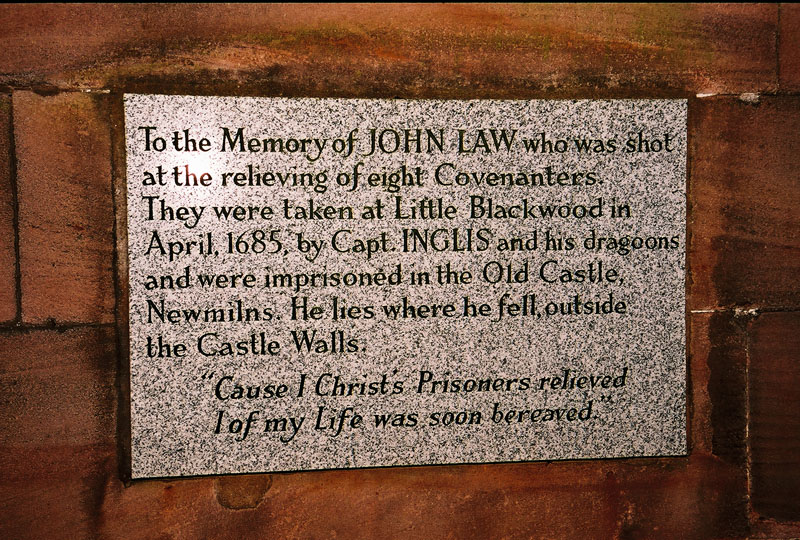 To the Memory of JOHN LAW who was shot
at the relieving of eight Covenanters.
They were taken at Little Blackwood in
April, 1685, by Capt. INGLIS and his dragoons
and were imprisoned in the Old Castle,
Newmilns. He lies where he fell, outside
the Castle Walls.
"Cause I Christ's Prisoners relieved
I of my Life was soon bereaved."